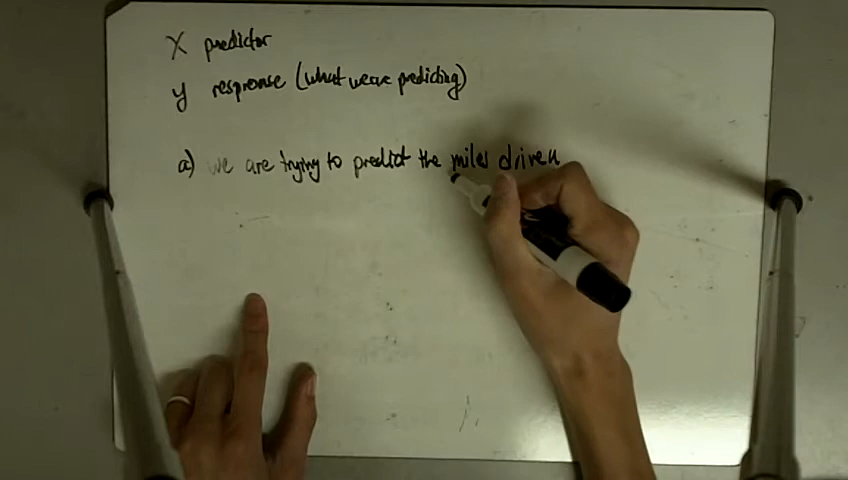 X predictor
y response (what we're predicting)
a) we are trying to predict the miles driven